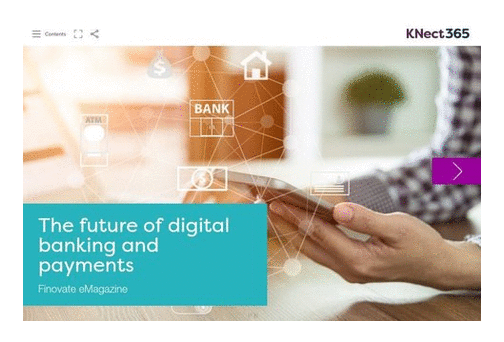 Contents
KNect365
ATM
$
BANK
The future of digital
banking and
payments
Finovate eMagazine